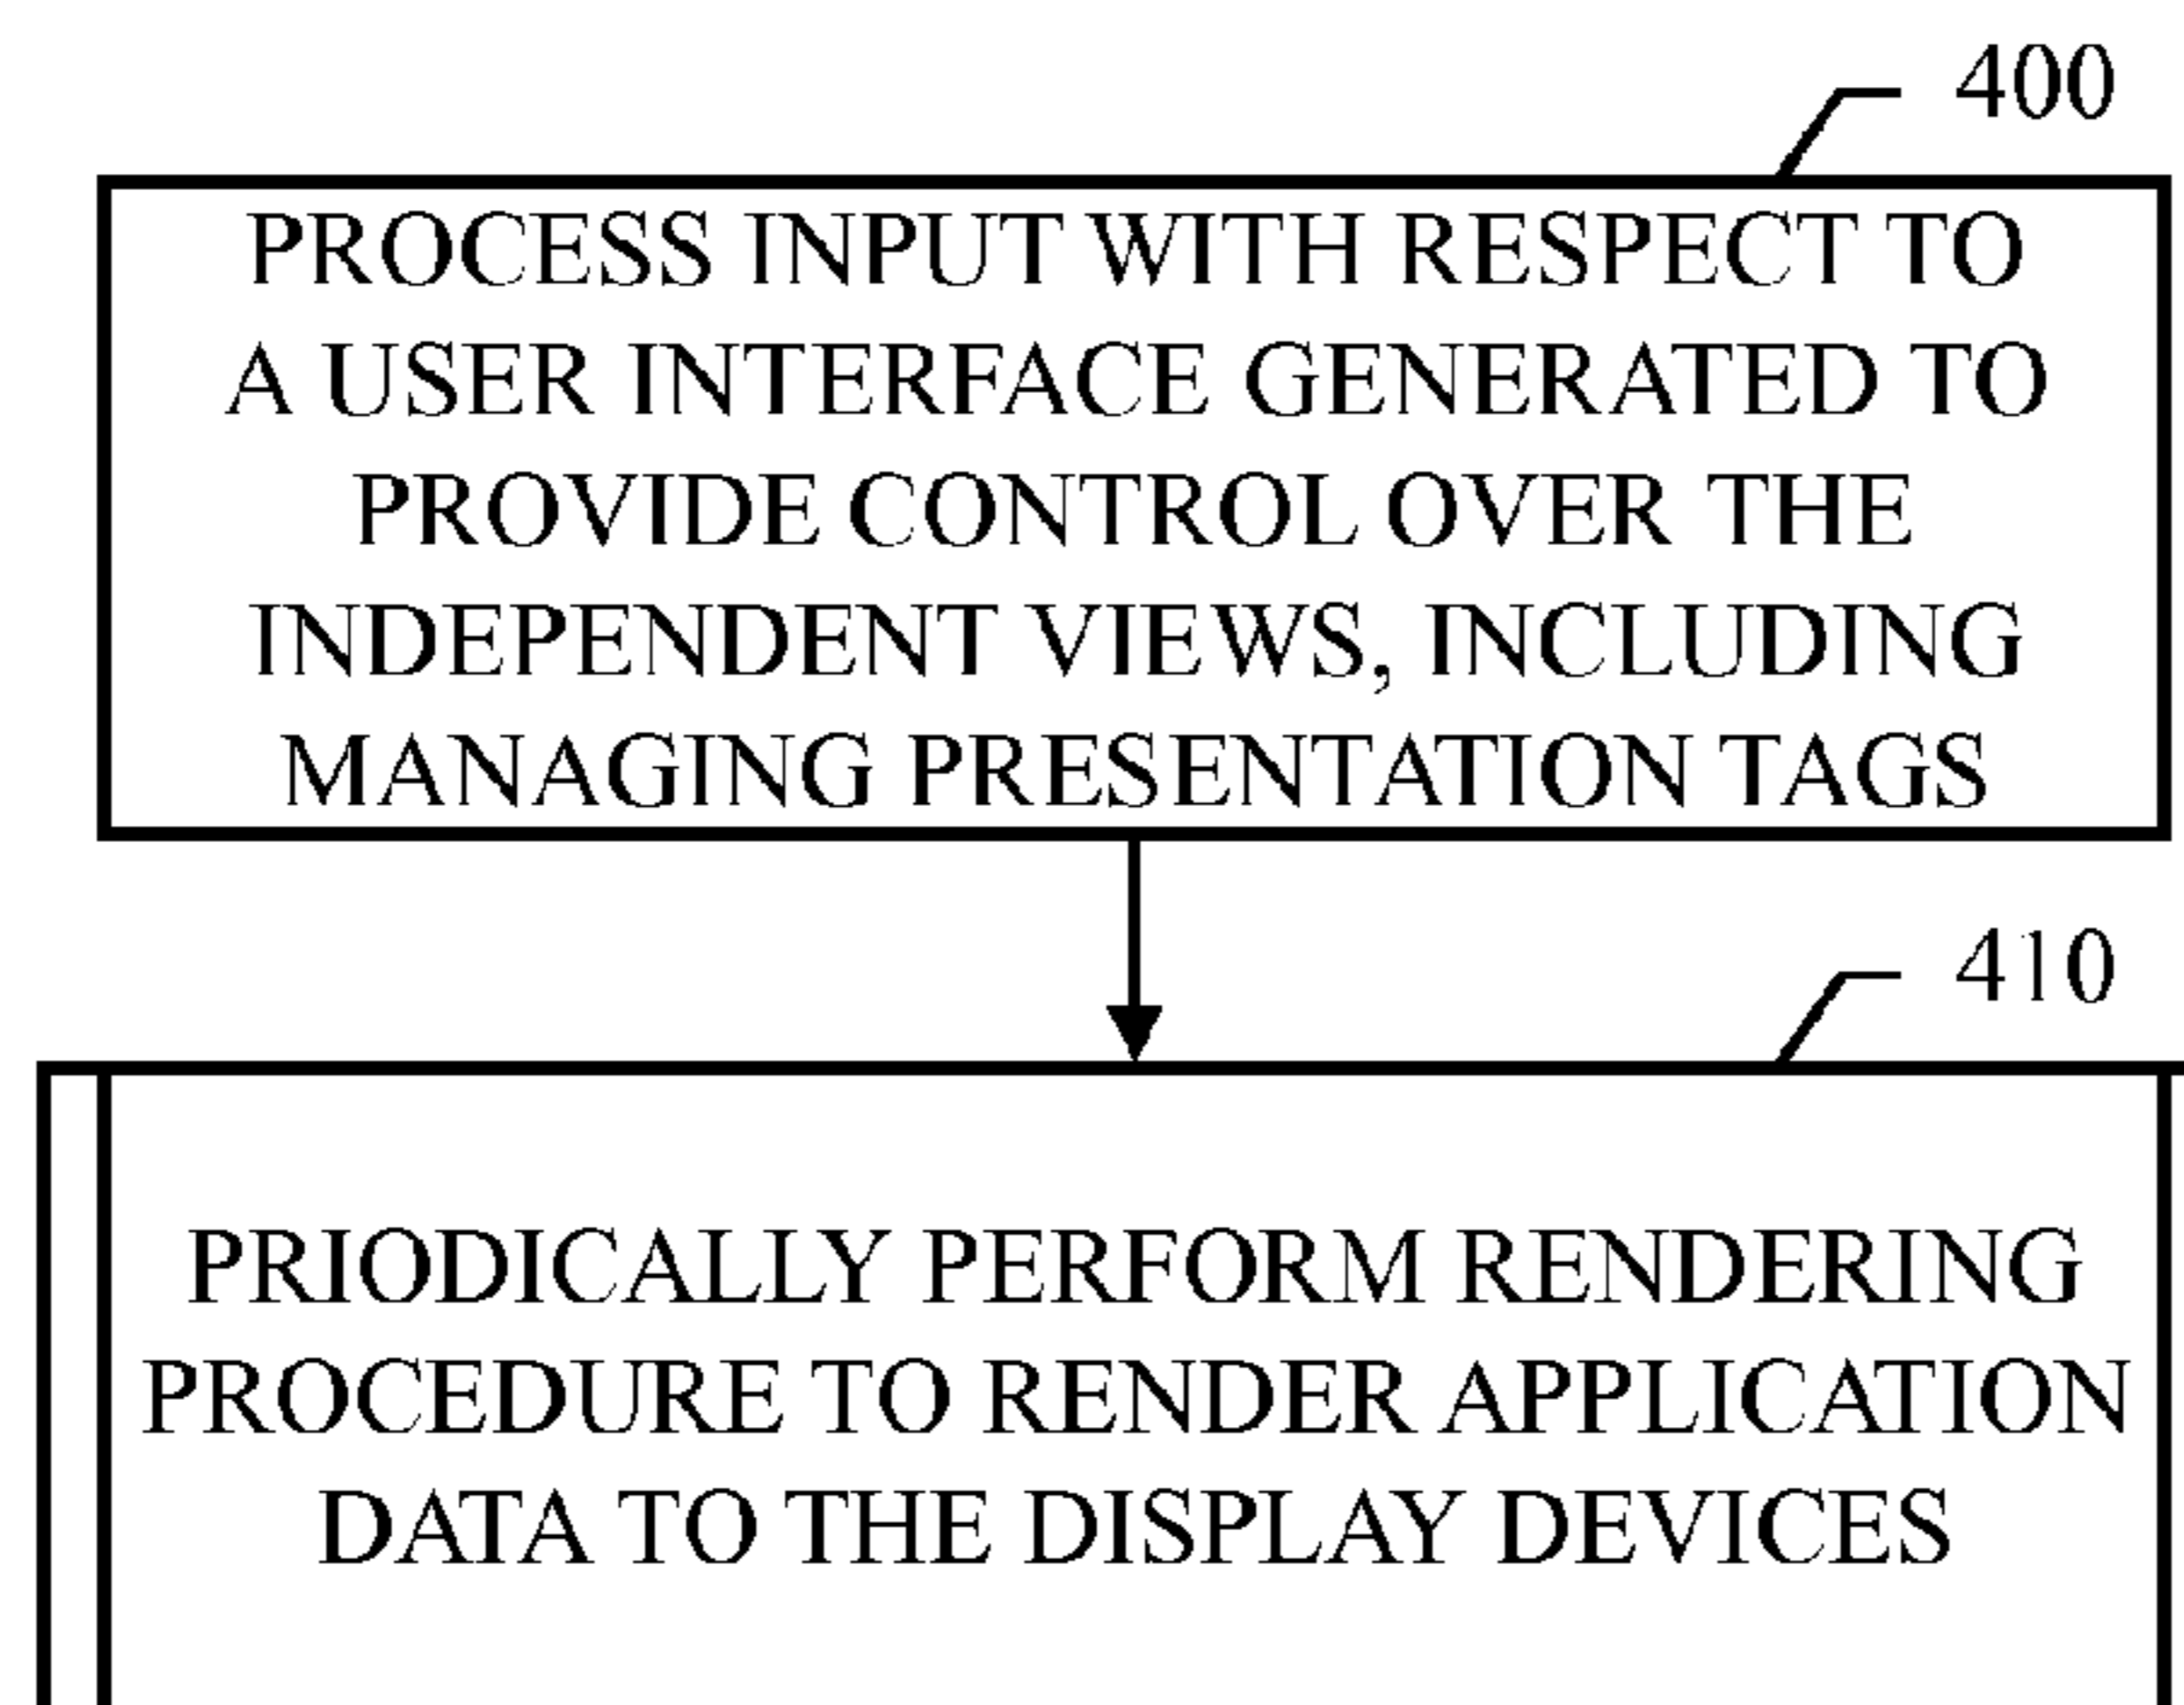 400
PROCESS INPUT WITH RESPECT TO
A USER INTERFACE GENERATED TO
PROVIDE CONTROL OVER THE
INDEPENDENT VIEWS, INCLUDING
MANAGING PRESENTATION TAGS
410
PRIODICALLY PERFORM RENDERING
PROCEDURE TO RENDER APPLICATION
DATA TO THE DISPLAY DEVICES